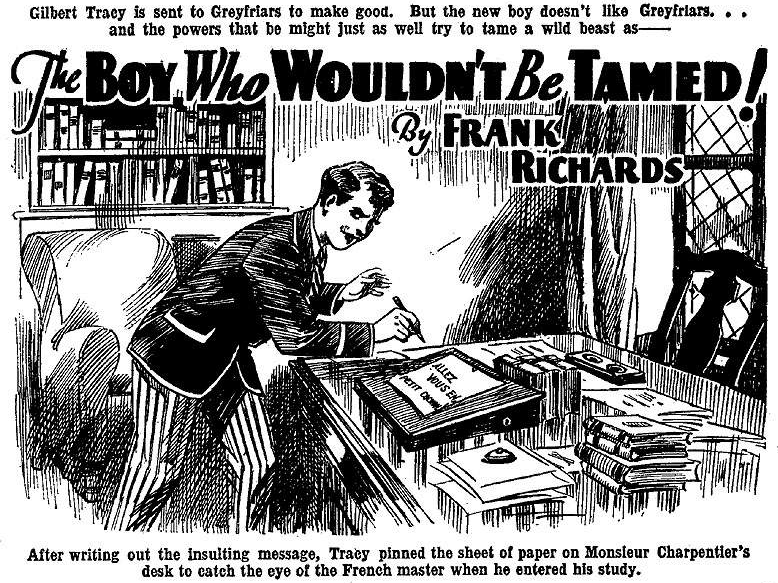 Gilbert Tracy is sent to Greyfriars to make good. But the new boy doesn't like Greyfriars. . .
and the powers that be might just as well try to tame a wild beast as——
The BOY Who WOULDN'T Be TAMED!
By FRANK
RICHARDS
ALLEZ
VOUS EN
PETIT
After writing out the insulting message, Tracy pinned the sheet of paper on Monsieur Charpentier's
desk to catch the eye of the French master when he entered his study.